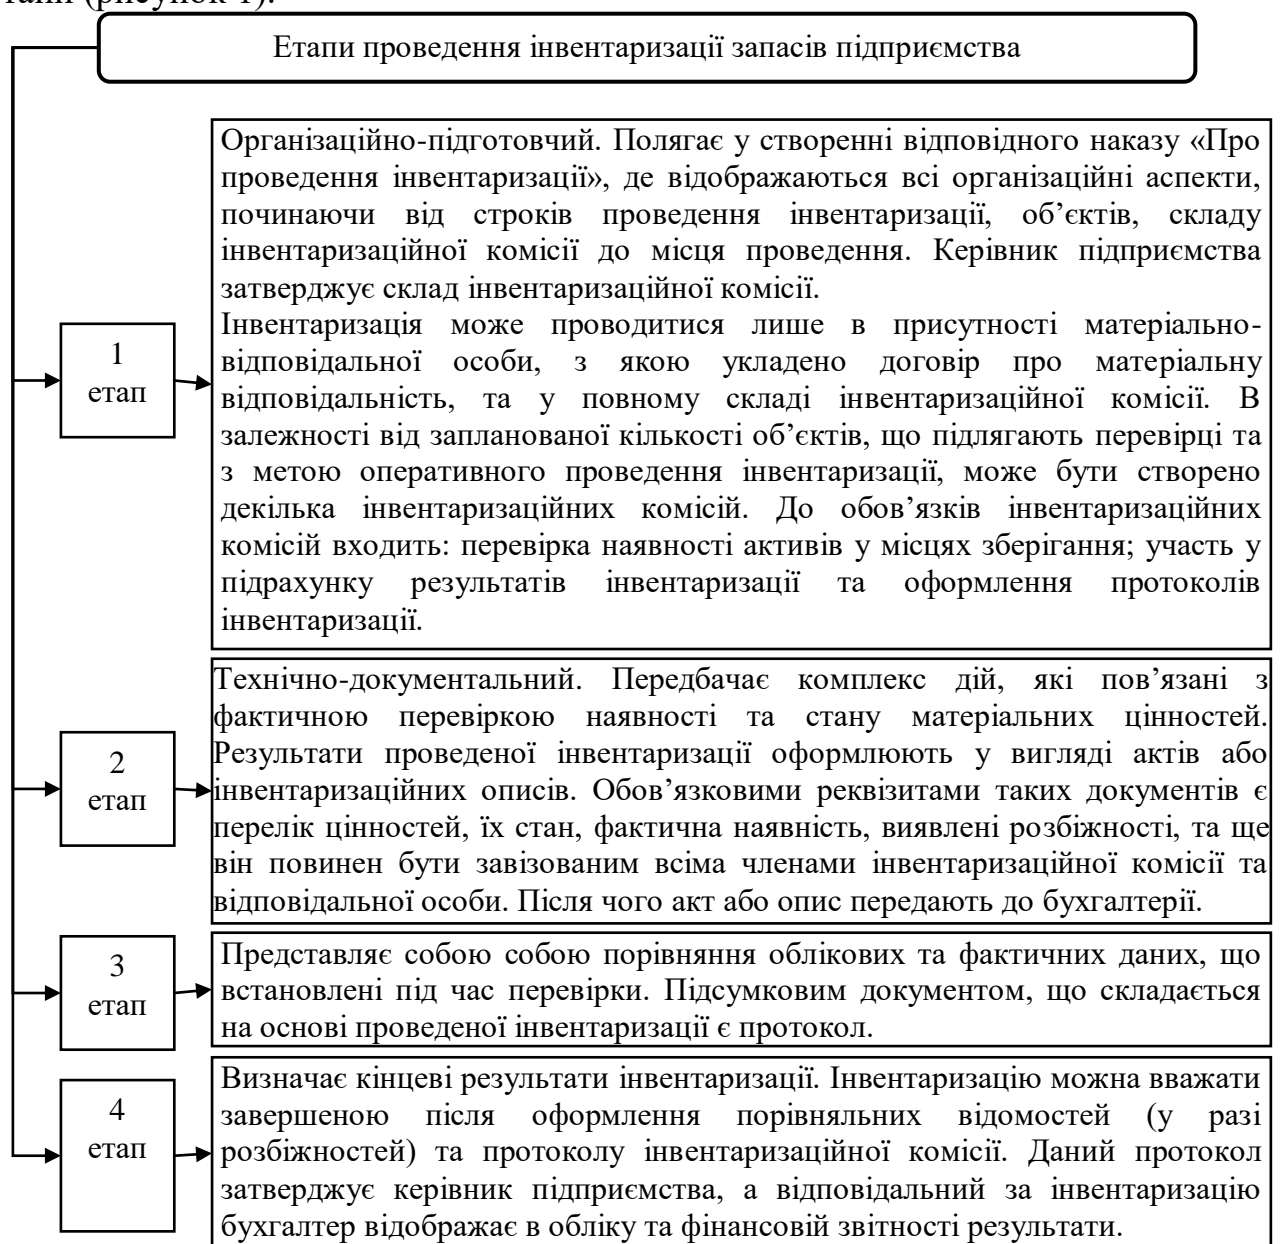 (рисунок 1).
Етапи проведення інвентаризації запасів підприємства
1
етап
Організаційно-підготовчий. Полягає у створенні відповідного наказу «Про
проведення інвентаризації», де відображаються всі організаційні аспекти,
починаючи від строків проведення інвентаризації, об’єктів, складу
інвентаризаційної комісії до місця проведення. Керівник підприємства
затверджує склад інвентаризаційної комісії.
Інвентаризація може проводитися лише в присутності матеріально-
відповідальної особи, з якою укладено договір про матеріальну
відповідальність, та у повному складі інвентаризаційної комісії. В
залежності від запланованої кількості об’єктів, що підлягають перевірці та
з метою оперативного проведення інвентаризації, може бути створено
декілька інвентаризаційних комісій. До обов’язків інвентаризаційних
комісій входить: перевірка наявності активів у місцях зберігання; участь у
підрахунку результатів інвентаризації та оформлення протоколів
інвентаризації.
2
етап
Технічно-документальний. Передбачає комплекс дій, які пов’язані з
фактичною перевіркою наявності та стану матеріальних цінностей.
Результати проведеної інвентаризації оформлюють у вигляді актів або
інвентаризаційних описів. Обов’язковими реквізитами таких документів є
перелік цінностей, їх стан, фактична наявність, виявлені розбіжності, та ще
він повинен бути завізованим всіма членами інвентаризаційної комісії та
відповідальної особи. Після чого акт або опис передають до бухгалтерії.
3
етап
Представляє собою собою порівняння облікових та фактичних даних, що
встановлені під час перевірки. Підсумковим документом, що складається
на основі проведеної інвентаризації є протокол.
4
етап
Визначає кінцеві результати інвентаризації. Інвентаризацію можна вважати
завершеною після оформлення порівняльних відомостей (у разі
розбіжностей) та протоколу інвентаризаційної комісії. Даний протокол
затверджує керівник підприємства, а відповідальний за інвентаризацію
бухгалтер відображає в обліку та фінансовій звітності результати.